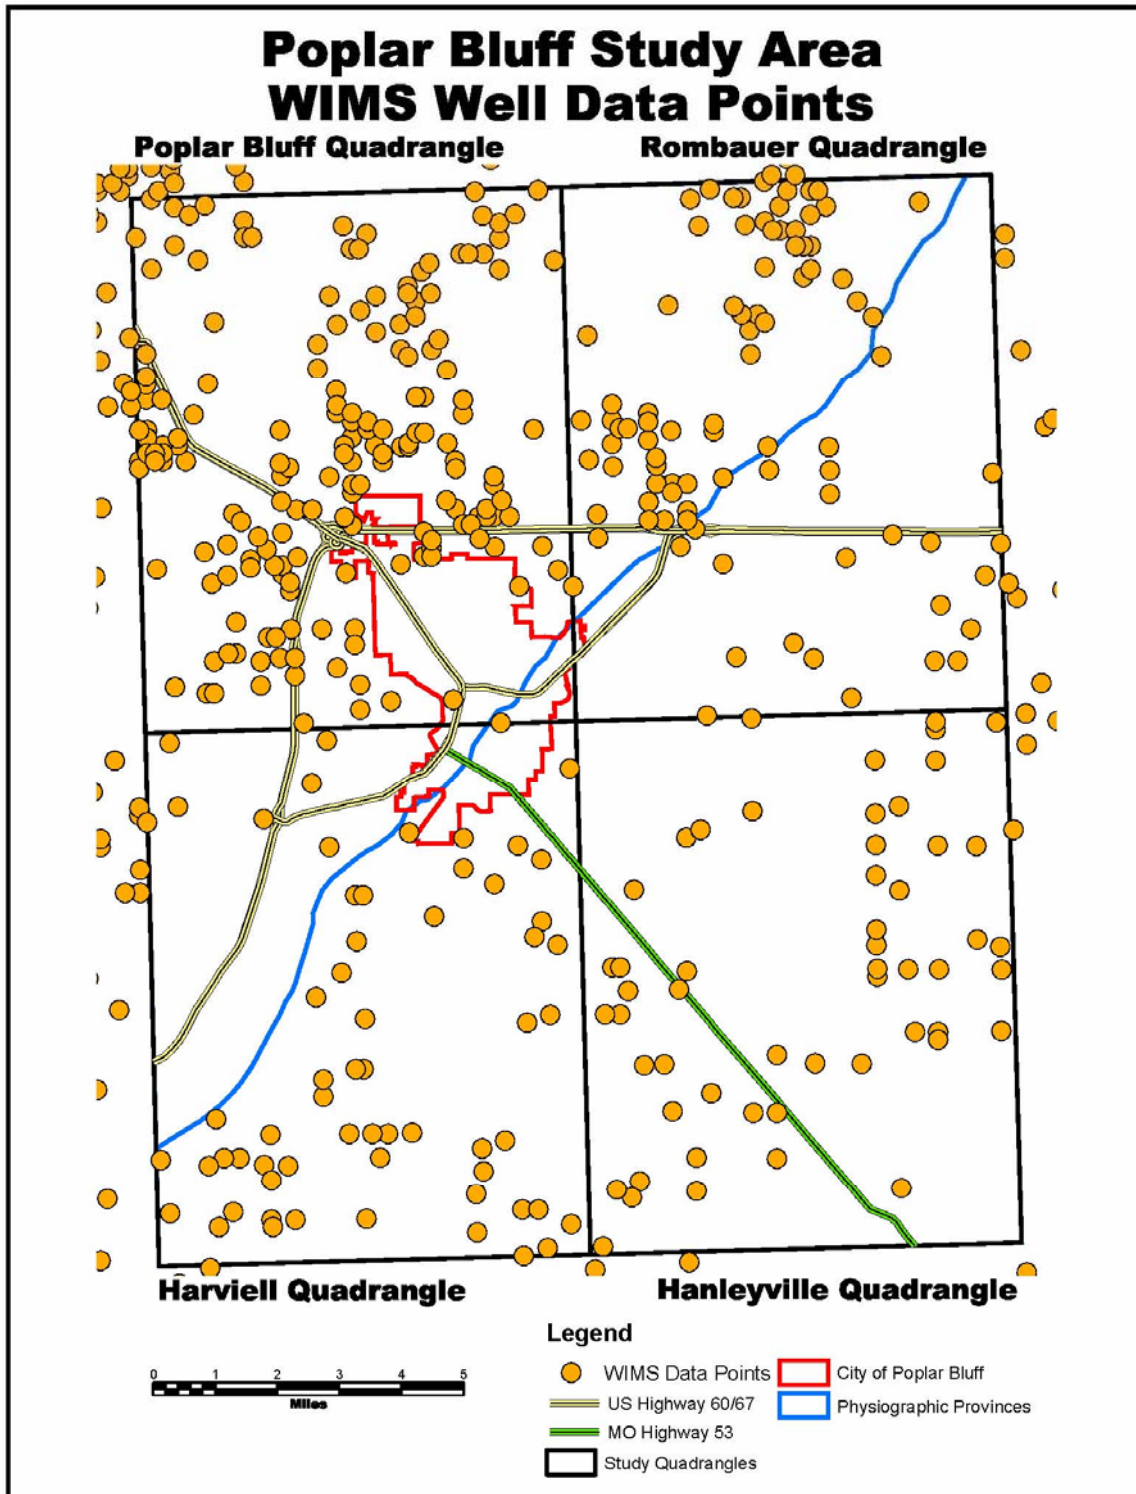 Poplar Bluff Study Area
WIMS Well Data Points
Poplar Bluff Quadrangle
Rombauer Quadrangle
Harviell Quadrangle
Hanleyville Quadrangle
Legend
WIMS Data Points
City of Poplar Bluff
US Highway 60/67
Physiographic Provinces
MO Highway 53
Study Quadrangles
0 1 2 3 4 5
Miles